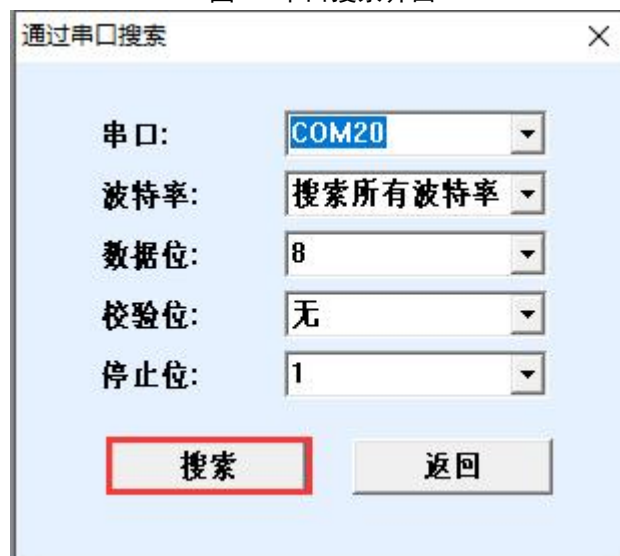 通过串口搜索
串口: COM20
波特率: 搜索所有波特率
数据位: 8
校验位: 无
停止位: 1
搜索 返回